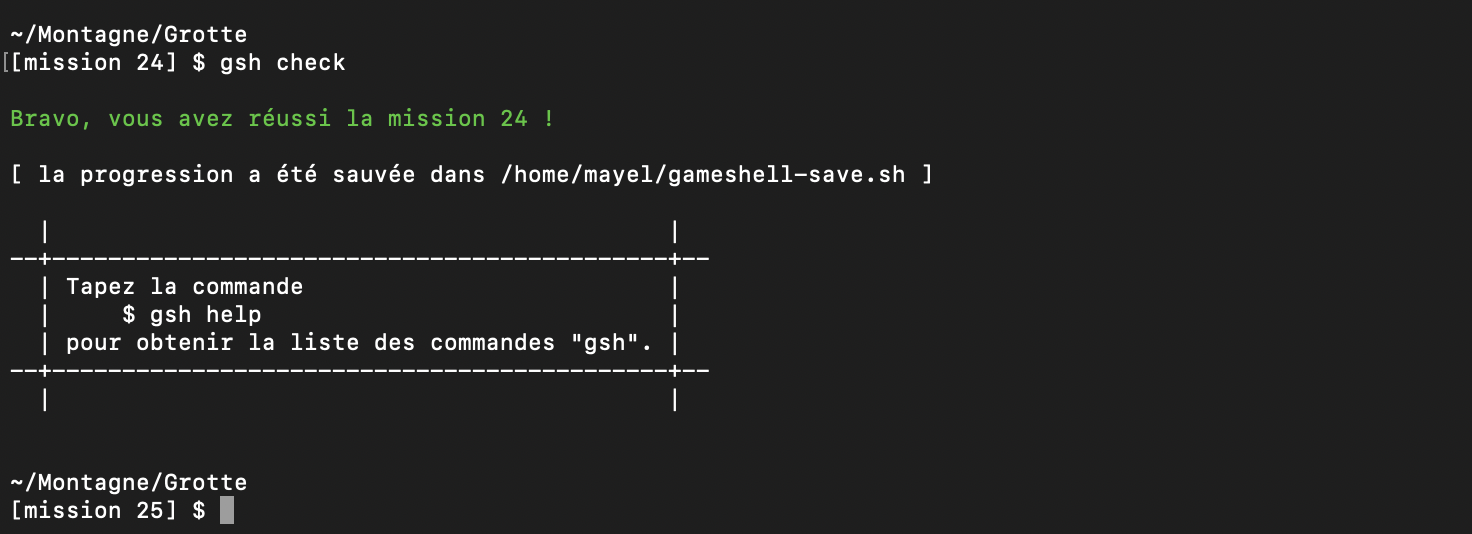 ~/Montagne/Grotte
[[mission 24] $ gsh check
Bravo, vous avez réussi la mission 24 !
[ la progression a été sauvée dans /home/mayel/gameshell-save.sh ]
  |                                            |
--+--------------------------------------------+--
  | Tapez la commande                          |
  |     $ gsh help                             |
  | pour obtenir la liste des commandes "gsh". |
--+--------------------------------------------+--
  |                                            |
~/Montagne/Grotte
[mission 25] $